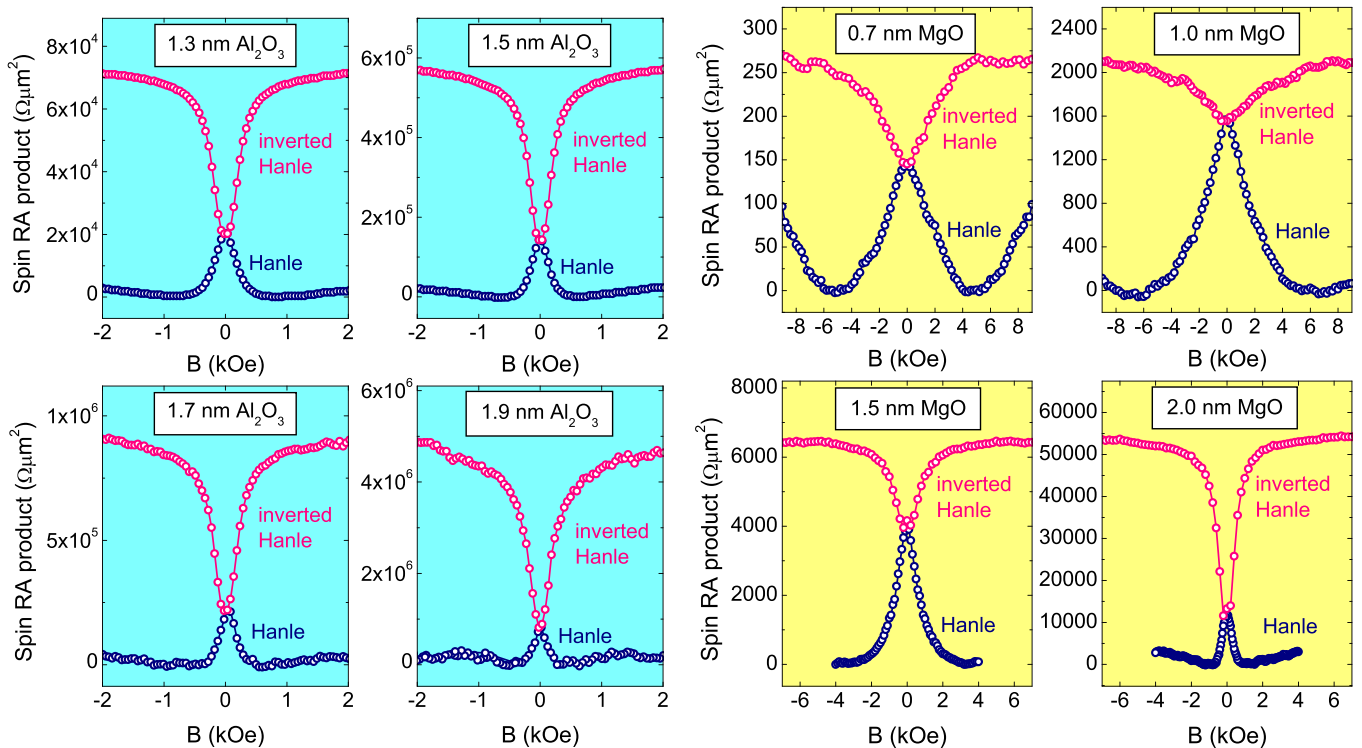 1.3 nm Al₂O₃
Spin RA product (Ωμm²)
8x10⁴
6x10⁴
4x10⁴
2x10⁴
0
inverted
Hanle
Hanle
-2 -1 0 1 2
B (kOe)
1.5 nm Al₂O₃
6x10⁵
4x10⁵
2x10⁵
0
inverted
Hanle
Hanle
-2 -1 0 1 2
B (kOe)
0.7 nm MgO
Spin RA product (Ωμm²)
300
250
200
150
100
50
0
inverted
Hanle
Hanle
-8 -6 -4 -2 0 2 4 6 8
B (kOe)
1.0 nm MgO
2400
2000
1600
1200
800
400
0
inverted
Hanle
Hanle
-8 -6 -4 -2 0 2 4 6 8
B (kOe)
1.7 nm Al₂O₃
Spin RA product (Ωμm²)
1x10⁶
5x10⁵
0
inverted
Hanle
Hanle
-2 -1 0 1 2
B (kOe)
1.9 nm Al₂O₃
6x10⁶
4x10⁶
2x10⁶
0
inverted
Hanle
Hanle
-2 -1 0 1 2
B (kOe)
1.5 nm MgO
Spin RA product (Ωμm²)
8000
6000
4000
2000
0
inverted
Hanle
Hanle
-6 -4 -2 0 2 4 6
B (kOe)
2.0 nm MgO
60000
50000
40000
30000
20000
10000
0
inverted
Hanle
Hanle
-6 -4 -2 0 2 4 6
B (kOe)